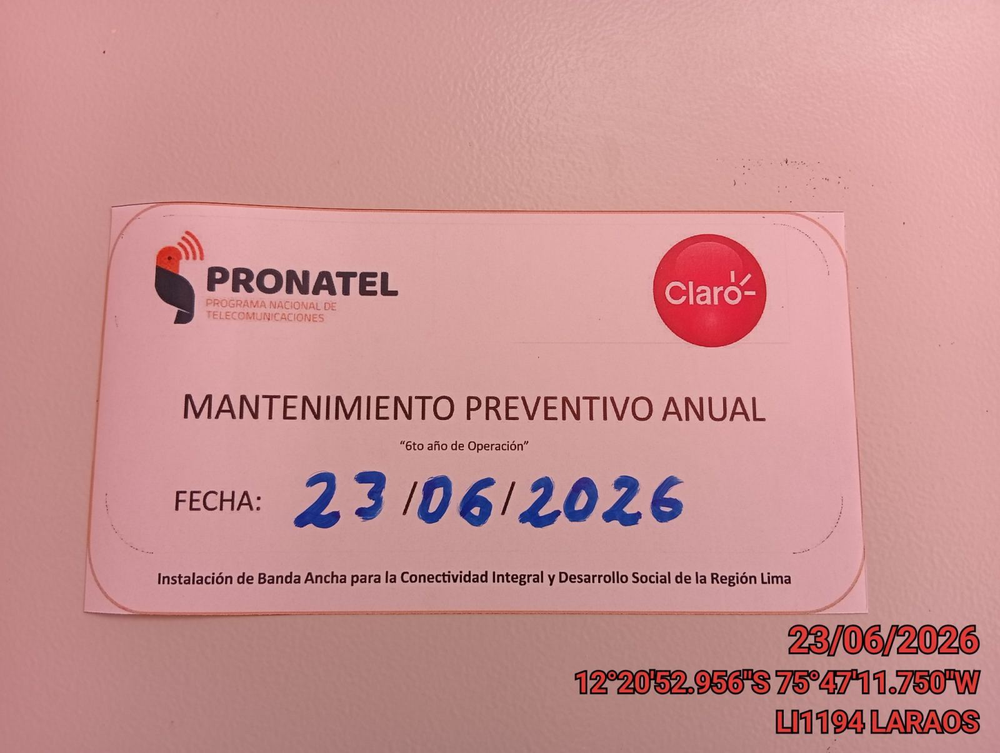 PRONATEL
PROGRAMA NACIONAL DE
TELECOMUNICACIONES
Claro
MANTENIMIENTO PREVENTIVO ANUAL
“6to año de Operación”
FECHA: 23/06/2026
Instalación de Banda Ancha para la Conectividad Integral y Desarrollo Social de la Región Lima
23/06/2026
12°20'52.956"S 75°47'11.750"W
LI1194 LARAOS